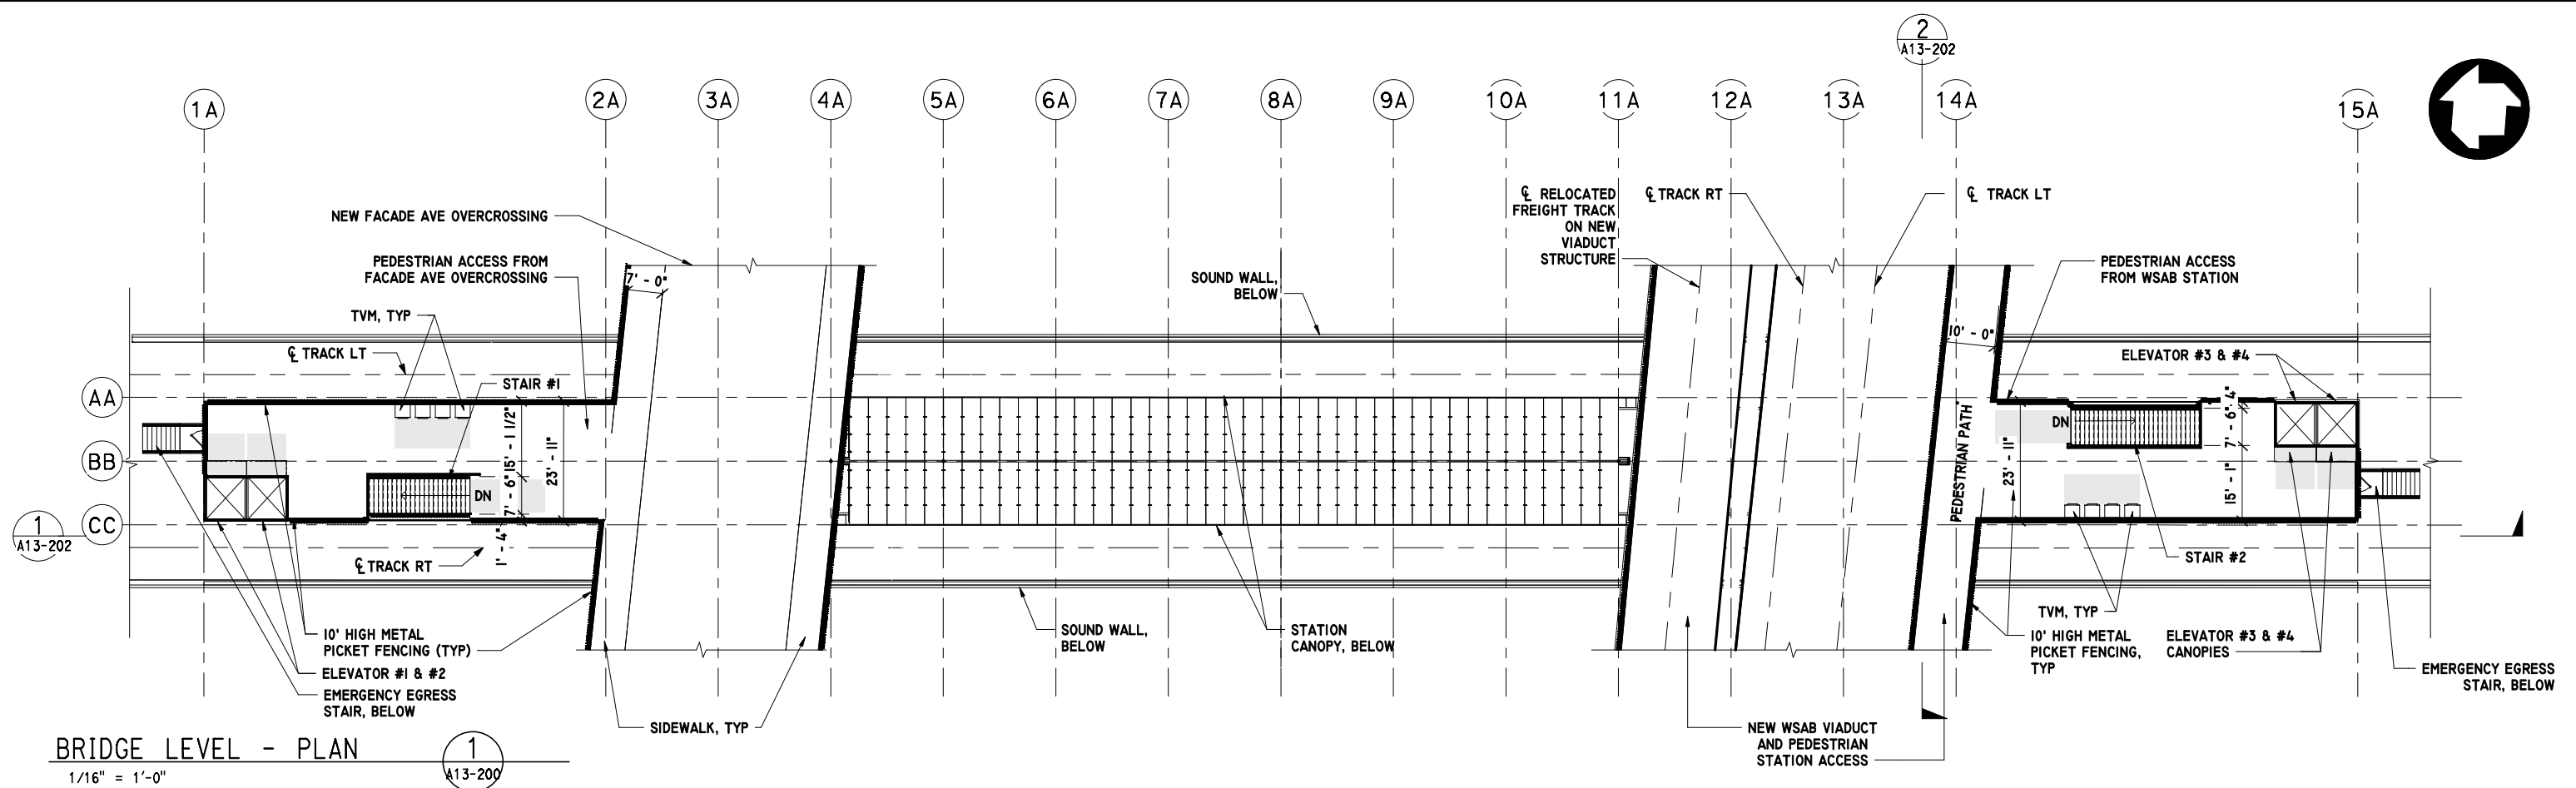 2
A13-202
1A
2A
3A
4A
5A
6A
7A
8A
9A
10A
11A
12A
13A
14A
15A
NEW FACADE AVE OVERCROSSING
PEDESTRIAN ACCESS FROM
FACADE AVE OVERCROSSING
7' - 0"
TVM, TYP
℄ TRACK LT
STAIR #1
SOUND WALL,
BELOW
℄ RELOCATED
FREIGHT TRACK
ON NEW
VIADUCT
STRUCTURE
℄ TRACK RT
℄ TRACK LT
PEDESTRIAN ACCESS
FROM WSAB STATION
10' - 0"
ELEVATOR #3 & #4
AA
BB
CC
1
A13-202
DN
15' - 1 1/2"
7' - 6"
1' - 4"
23' - 11"
℄ TRACK RT
PEDESTRIAN PATH
23' - 11"
DN
4"
7' - 6"
15' - 1"
STAIR #2
TVM, TYP
10' HIGH METAL
PICKET FENCING (TYP)
ELEVATOR #1 & #2
EMERGENCY EGRESS
STAIR, BELOW
SOUND WALL,
BELOW
STATION
CANOPY, BELOW
10' HIGH METAL
PICKET FENCING,
TYP
ELEVATOR #3 & #4
CANOPIES
EMERGENCY EGRESS
STAIR, BELOW
SIDEWALK, TYP
NEW WSAB VIADUCT
AND PEDESTRIAN
STATION ACCESS
BRIDGE LEVEL - PLAN
1
A13-200
1/16" = 1'-0"